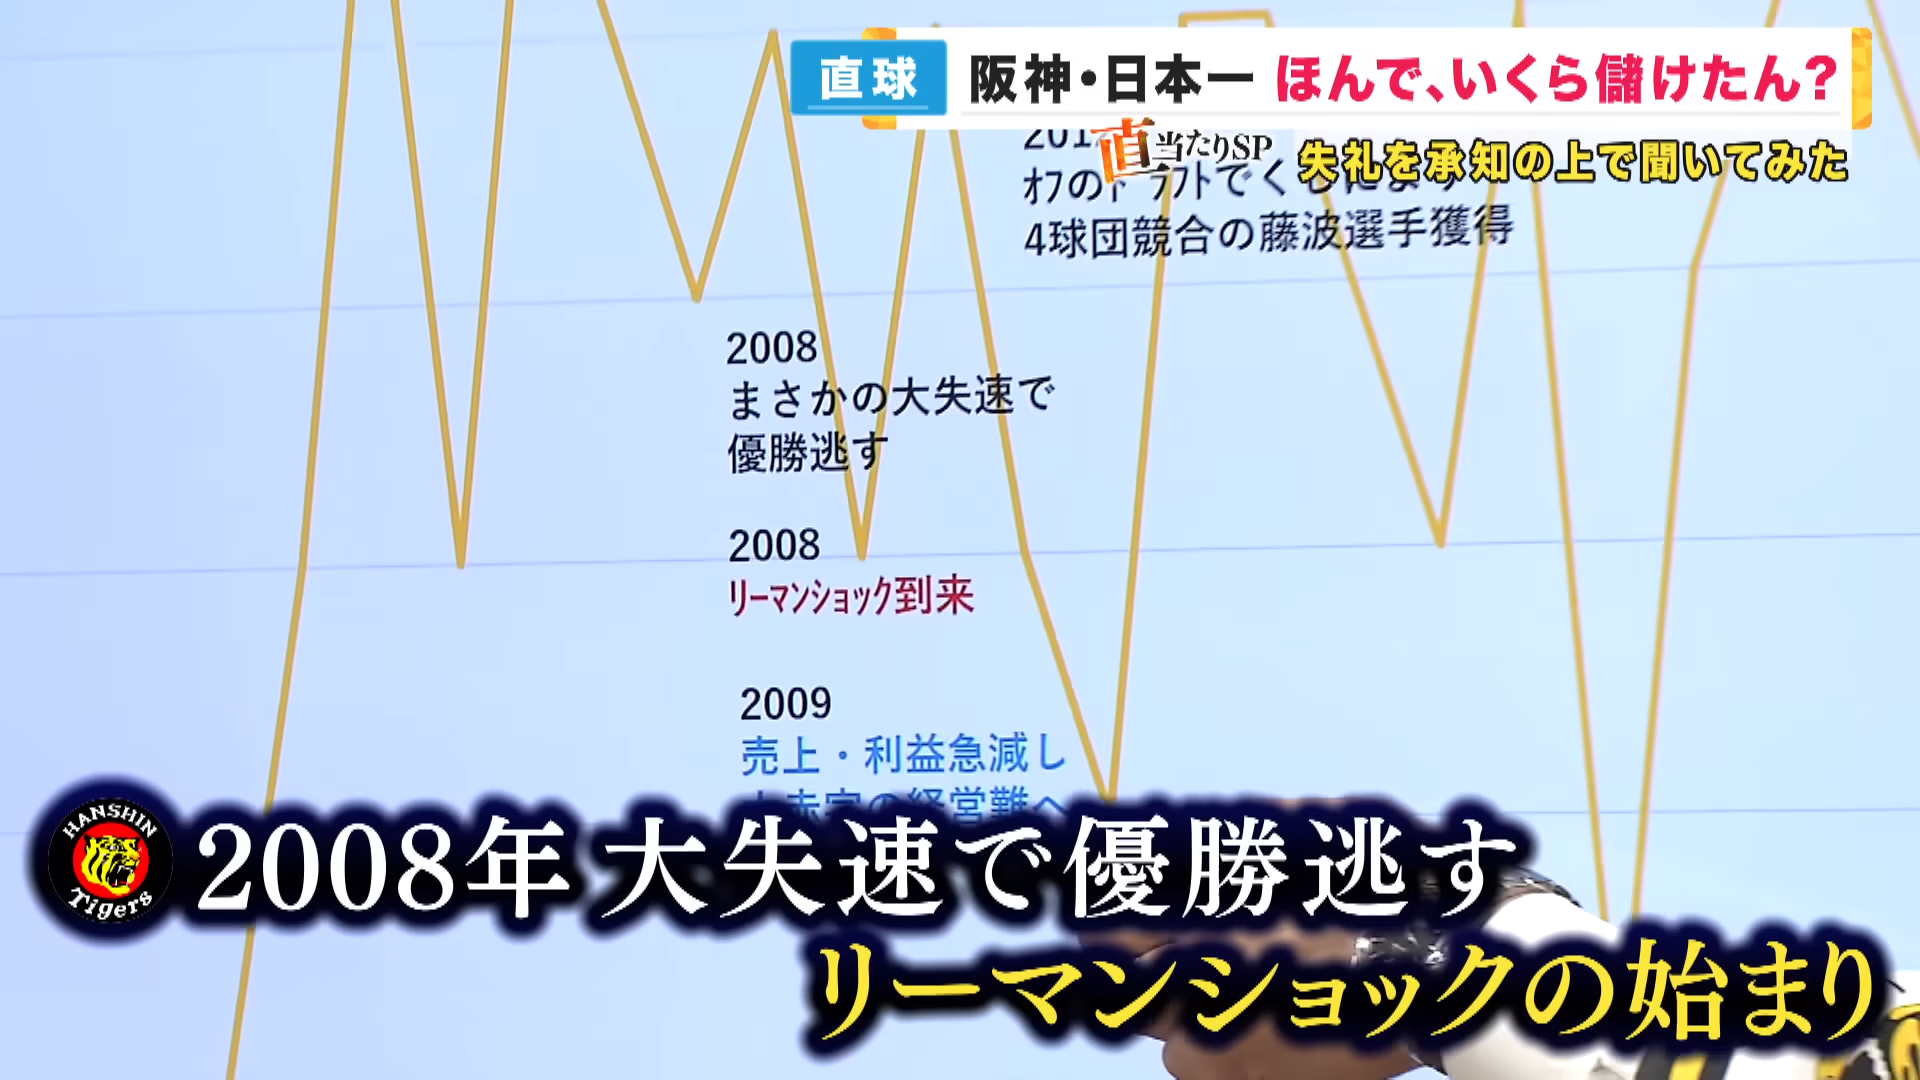 直球
阪神・日本一 ほんで、いくら儲けたん?
直当たりSP
失礼を承知の上で聞いてみた
4球団競合の藤波選手獲得
2008
まさかの大失速で
優勝逃す
2008
リーマンショック到来
2009
売上・利益急減し
HANSHIN
Tigers
2008年 大失速で優勝逃す
リーマンショックの始まり